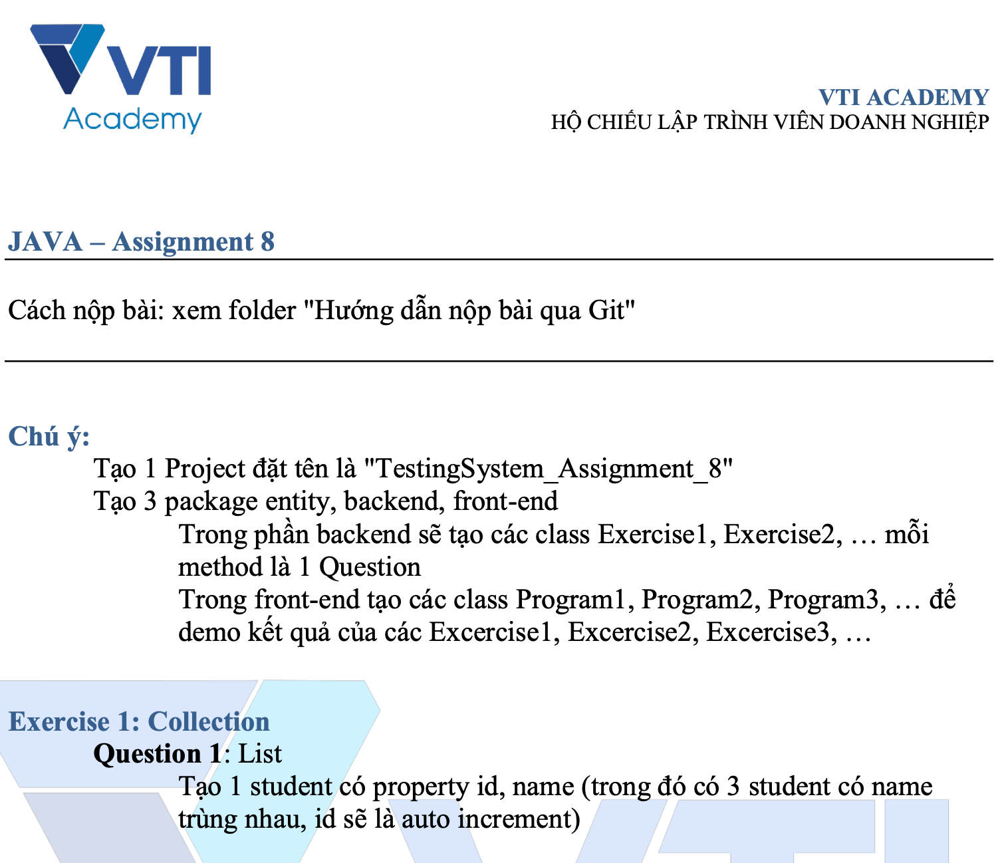 VTI
Academy
VTI ACADEMY
HỘ CHIẾU LẬP TRÌNH VIÊN DOANH NGHIỆP
JAVA – Assignment 8
Cách nộp bài: xem folder "Hướng dẫn nộp bài qua Git"
Chú ý:
Tạo 1 Project đặt tên là "TestingSystem_Assignment_8"
Tạo 3 package entity, backend, front-end
Trong phần backend sẽ tạo các class Exercise1, Exercise2, … mỗi
method là 1 Question
Trong front-end tạo các class Program1, Program2, Program3, … để
demo kết quả của các Excercise1, Excercise2, Excercise3, …
Exercise 1: Collection
Question 1: List
Tạo 1 student có property id, name (trong đó có 3 student có name
trùng nhau, id sẽ là auto increment)
VTI